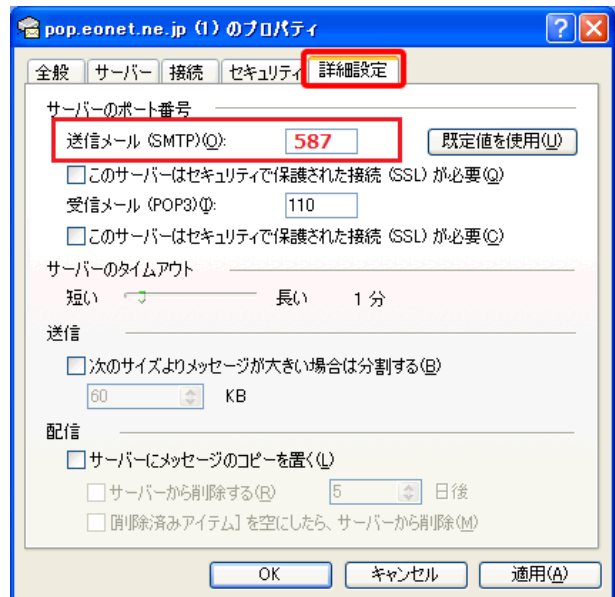 pop.eonet.ne.jp (1) のプロパティ
全般 サーバー 接続 セキュリティ 詳細設定
サーバーのポート番号
送信メール (SMTP)(O): 587 既定値を使用(U)
このサーバーはセキュリティで保護された接続 (SSL) が必要(Q)
受信メール (POP3)(I): 110
このサーバーはセキュリティで保護された接続 (SSL) が必要(C)
サーバーのタイムアウト
短い 長い 1 分
送信
次のサイズよりメッセージが大きい場合は分割する(B)
60 KB
配信
サーバーにメッセージのコピーを置く(L)
サーバーから削除する(R) 5 日後
[削除済みアイテム] を空にしたら、サーバーから削除(M)
OK キャンセル 適用(A)